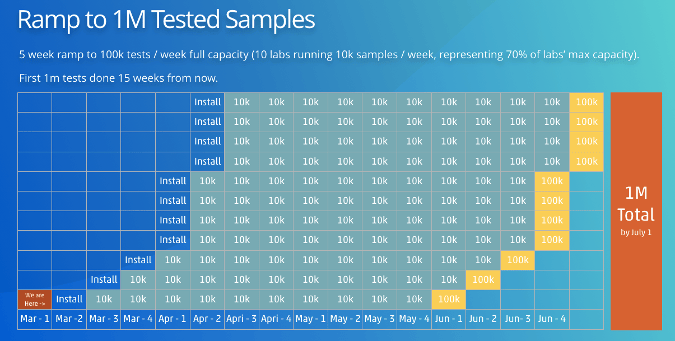 Ramp to 1M Tested Samples
5 week ramp to 100k tests / week full capacity (10 labs running 10k samples / week, representing 70% of labs' max capacity).
First 1m tests done 15 weeks from now.
Install 10k 10k 10k 10k 10k 10k 10k 10k 10k 10k 100k
Install 10k 10k 10k 10k 10k 10k 10k 10k 10k 10k 100k
Install 10k 10k 10k 10k 10k 10k 10k 10k 10k 10k 100k
Install 10k 10k 10k 10k 10k 10k 10k 10k 10k 10k 100k
Install 10k 10k 10k 10k 10k 10k 10k 10k 10k 10k 100k
Install 10k 10k 10k 10k 10k 10k 10k 10k 10k 10k 100k
Install 10k 10k 10k 10k 10k 10k 10k 10k 10k 10k 100k
Install 10k 10k 10k 10k 10k 10k 10k 10k 10k 10k 100k
Install 10k 10k 10k 10k 10k 10k 10k 10k 10k 10k 100k
Install 10k 10k 10k 10k 10k 10k 10k 10k 10k 10k 100k
'We are
Here ->
Install 10k 10k 10k 10k 10k 10k 10k 10k 10k 10k 100k
Mar - 1 Mar -2 Mar - 3 Mar - 4 Apr - 1 Apr - 2 Apri - 3 Apri - 4 May - 1 May - 2 May - 3 May - 4 Jun - 1 Jun - 2 Jun- 3 Jun - 4
1M
Total
by July 1